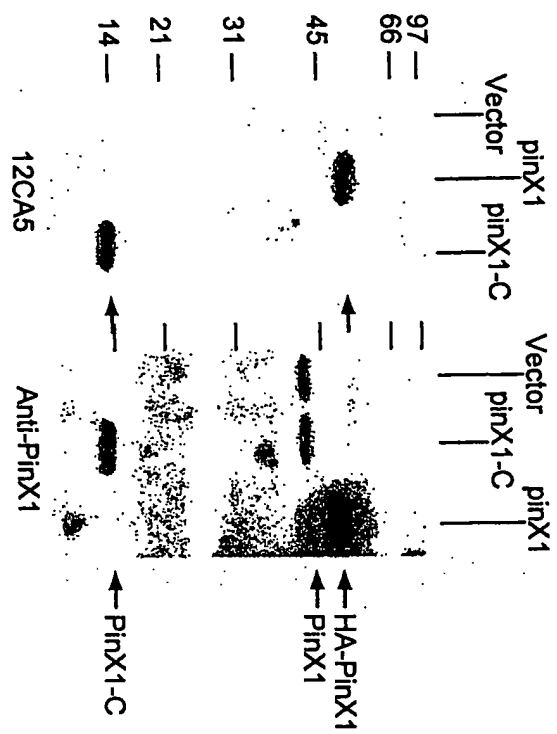 Vector
pinX1
pinX1-C
Vector
pinX1-C
pinX1
97
66
45
31
21
14
HA-PinX1
PinX1
PinX1-C
12CA5
Anti-PinX1